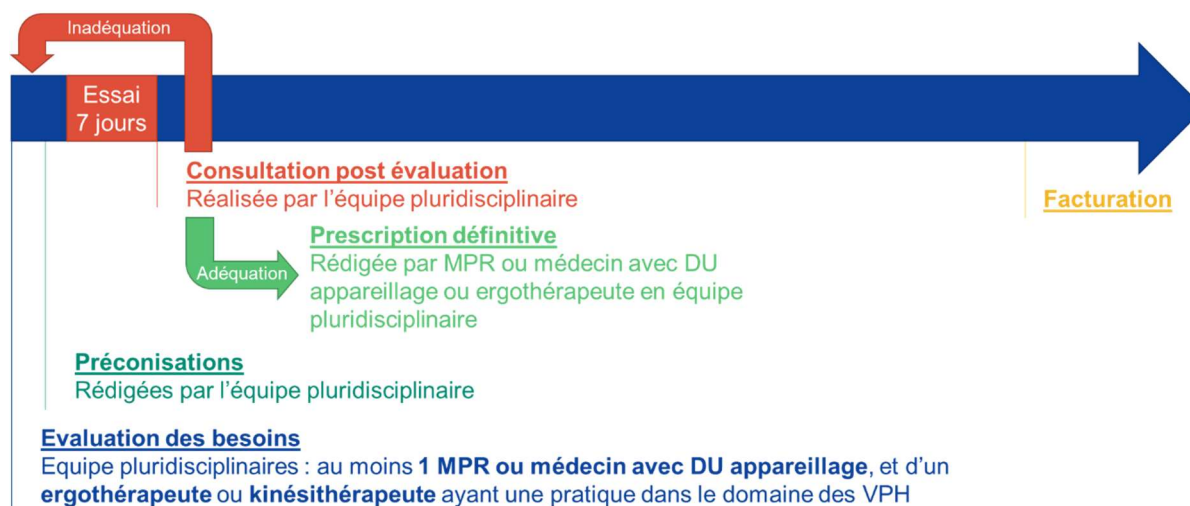 Inadéquation
Essai
7 jours
Consultation post évaluation
Réalisée par l'équipe pluridisciplinaire
Facturation
Prescription définitive
Adéquation
Rédigée par MPR ou médecin avec DU
appareillage ou ergothérapeute en équipe
pluridisciplinaire
Préconisations
Rédigées par l'équipe pluridisciplinaire
Evaluation des besoins
Equipe pluridisciplinaires : au moins 1 MPR ou médecin avec DU appareillage, et d'un
ergothérapeute ou kinésithérapeute ayant une pratique dans le domaine des VPH